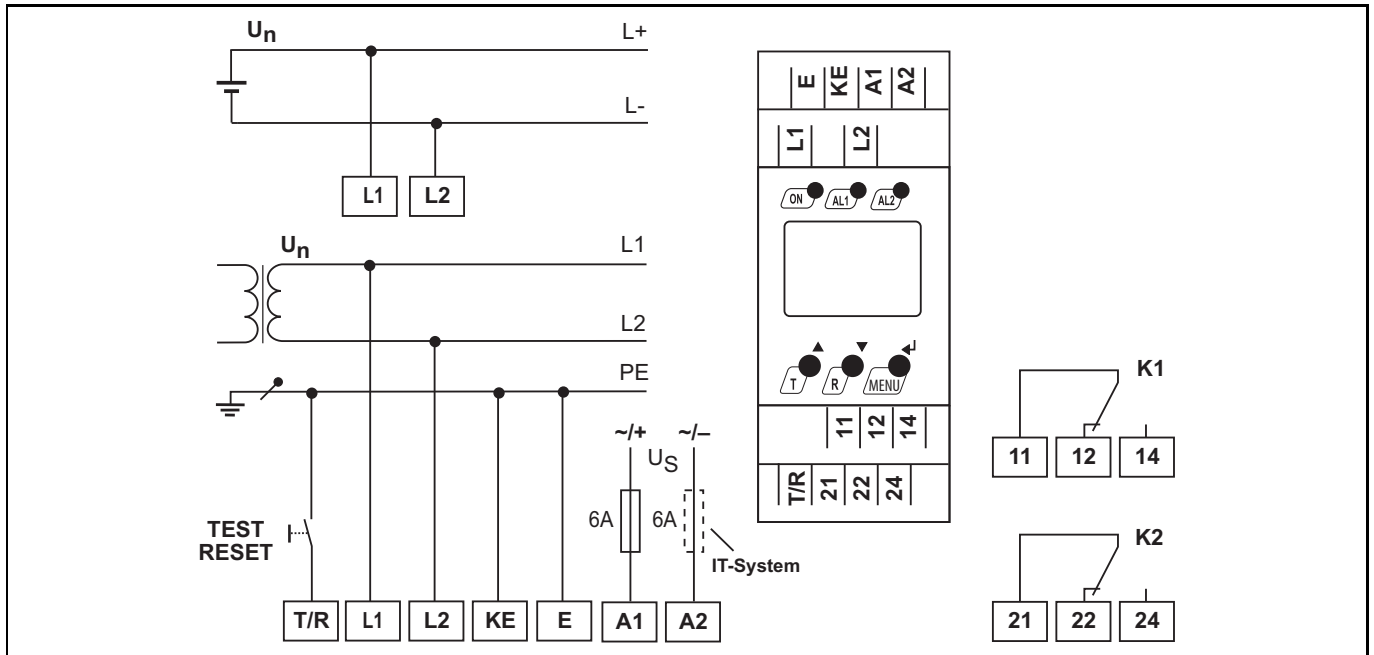 Un
L+
L-
L1 L2
Un
L1
L2
PE
~/+ ~/–
US
6A 6A
IT-System
TEST
RESET
T/R L1 L2 KE E A1 A2
E KE A1 A2
L1 L2
ON AL1 AL2
T R MENU
11 12 14
T/R 21 22 24
K1
11 12 14
K2
21 22 24